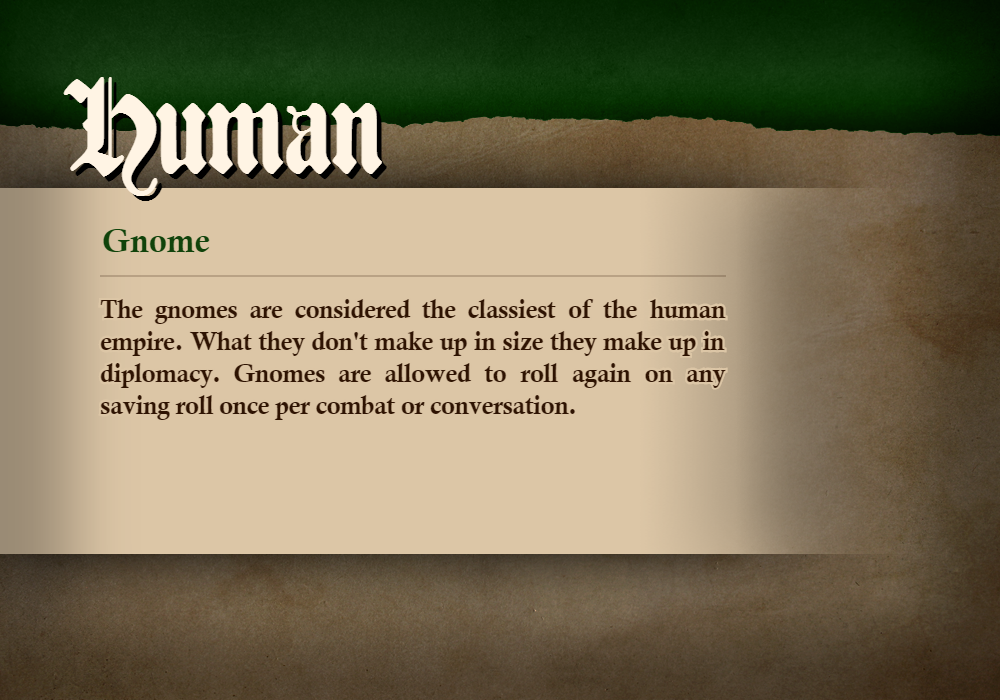 Human
Gnome
The gnomes are considered the classiest of the human
empire. What they don't make up in size they make up in
diplomacy. Gnomes are allowed to roll again on any
saving roll once per combat or conversation.